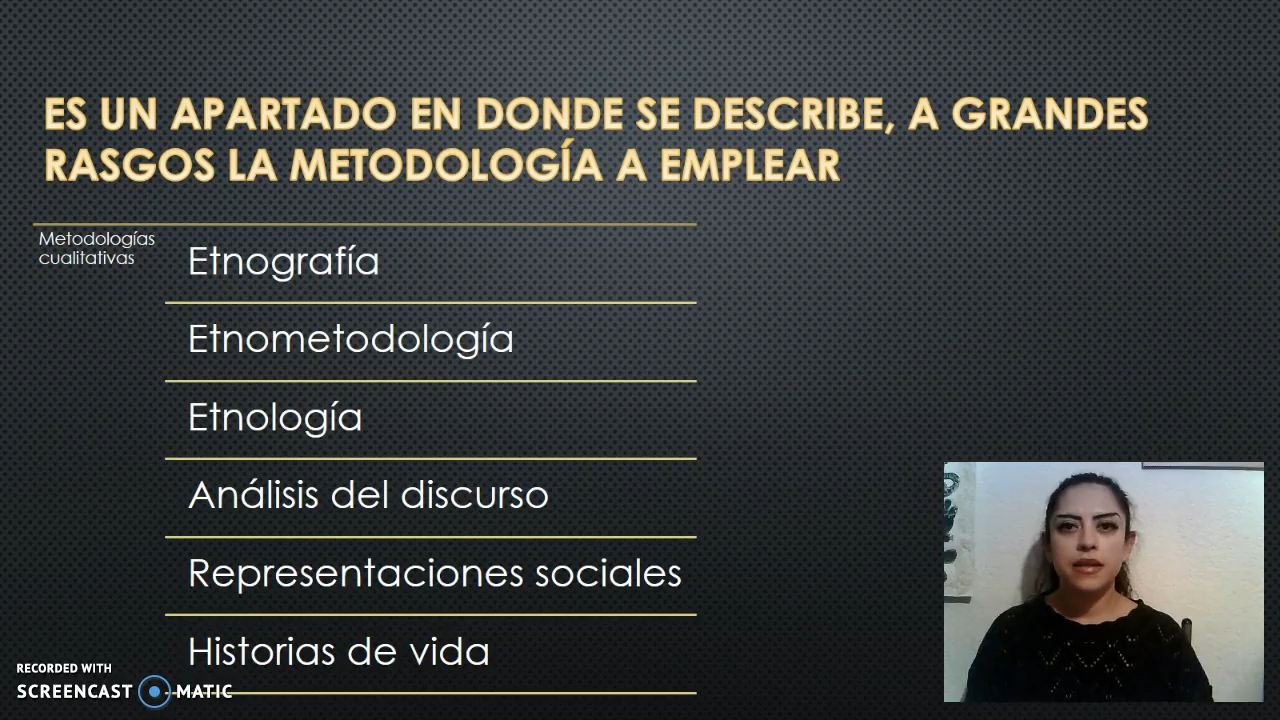 ES UN APARTADO EN DONDE SE DESCRIBE, A GRANDES
RASGOS LA METODOLOGÍA A EMPLEAR
Metodologías
cualitativas
Etnografía
Etnometodología
Etnología
Análisis del discurso
Representaciones sociales
Historias de vida
RECORDED WITH
SCREENCAST-O-MATIC